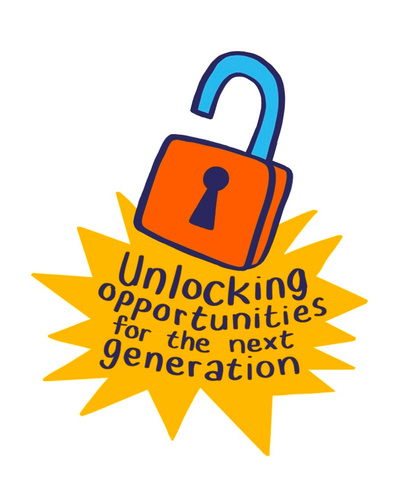 Unlocking
opportunities
for the next
generation